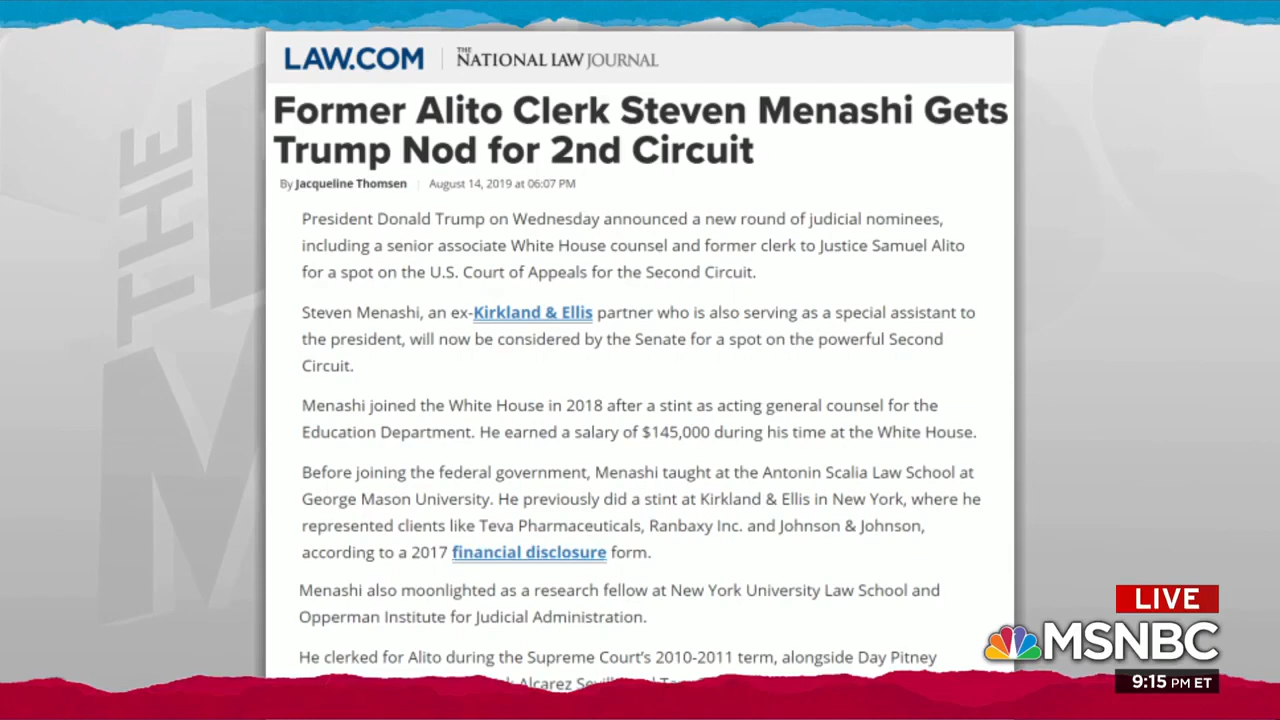 LAW.COM
THE NATIONAL LAW JOURNAL
Former Alito Clerk Steven Menashi Gets
Trump Nod for 2nd Circuit
By Jacqueline Thomsen | August 14, 2019 at 06:07 PM
President Donald Trump on Wednesday announced a new round of judicial nominees,
including a senior associate White House counsel and former clerk to Justice Samuel Alito
for a spot on the U.S. Court of Appeals for the Second Circuit.
Steven Menashi, an ex-Kirkland & Ellis partner who is also serving as a special assistant to
the president, will now be considered by the Senate for a spot on the powerful Second
Circuit.
Menashi joined the White House in 2018 after a stint as acting general counsel for the
Education Department. He earned a salary of $145,000 during his time at the White House.
Before joining the federal government, Menashi taught at the Antonin Scalia Law School at
George Mason University. He previously did a stint at Kirkland & Ellis in New York, where he
represented clients like Teva Pharmaceuticals, Ranbaxy Inc. and Johnson & Johnson,
according to a 2017 financial disclosure form.
Menashi also moonlighted as a research fellow at New York University Law School and
Opperman Institute for Judicial Administration.
He clerked for Alito during the Supreme Court's 2010-2011 term, alongside Day Pitney
Alcarez
THE
M
LIVE
MSNBC
9:15 PM ET